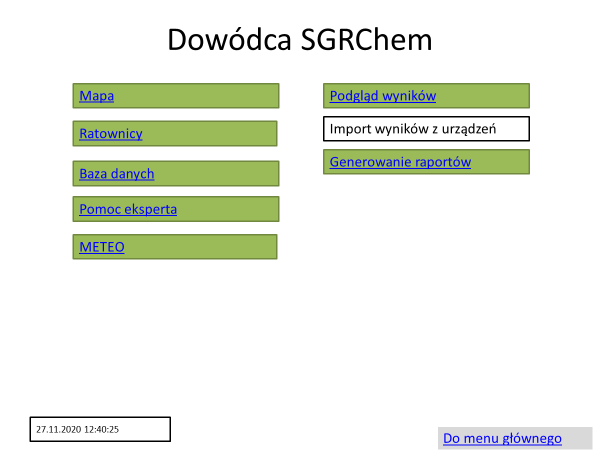 Dowódca SGRChem
Mapa
Ratownicy
Baza danych
Pomoc eksperta
METEO
Podgląd wyników
Import wyników z urządzeń
Generowanie raportów
27.11.2020 12:40:25
Do menu głównego